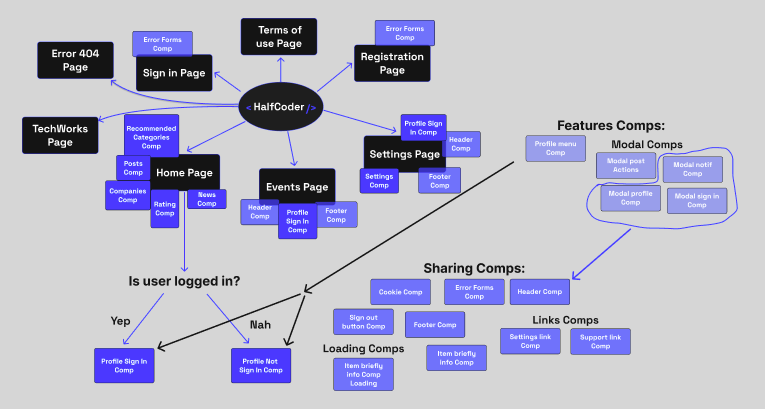 Error Forms
Comp
Sign in Page
Error 404
Page
Terms of
use Page
Error Forms
Comp
Registration
Page
< HalfCoder />
TechWorks
Page
Recommended
Categories
Comp
Posts
Comp
Home Page
Companies
Comp
Rating
Comp
News
Comp
Events Page
Header
Comp
Profile
Sign In
Comp
Footer
Comp
Profile Sign
In Comp
Header
Comp
Settings Page
Settings
Comp
Footer
Comp
Features Comps:
Profile menu
Comp
Modal Comps
Modal post
Actions
Modal notif
Comp
Modal profile
Comp
Modal sign in
Comp
Is user logged in?
Yep
Nah
Profile Sign In
Comp
Profile Not
Sign In Comp
Sharing Comps:
Cookie Comp
Error Forms
Comp
Header Comp
Sign out
button Comp
Footer Comp
Links Comps
Settings link
Comp
Support link
Comp
Loading Comps
Item briefly
info Comp
Loading
Item briefly
info Comp